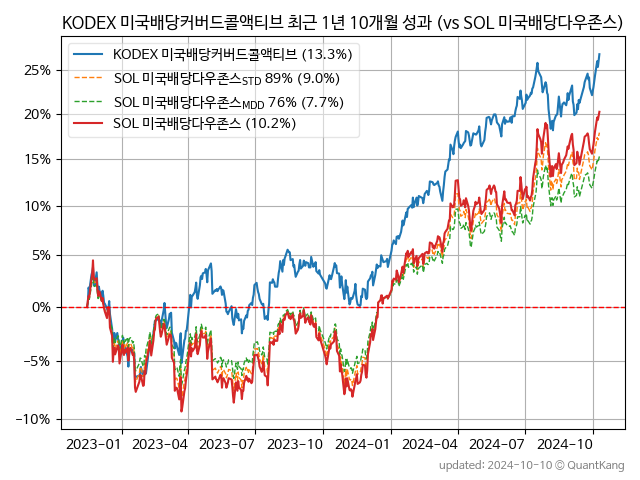 KODEX 미국배당커버드콜액티브 최근 1년 10개월 성과 (vs SOL 미국배당다우존스)
KODEX 미국배당커버드콜액티브 (13.3%)
SOL 미국배당다우존스STD 89% (9.0%)
SOL 미국배당다우존스MDD 76% (7.7%)
SOL 미국배당다우존스 (10.2%)
25%
20%
15%
10%
5%
0%
−5%
−10%
2023-01 2023-04 2023-07 2023-10 2024-01 2024-04 2024-07 2024-10
updated: 2024-10-10 © QuantKang